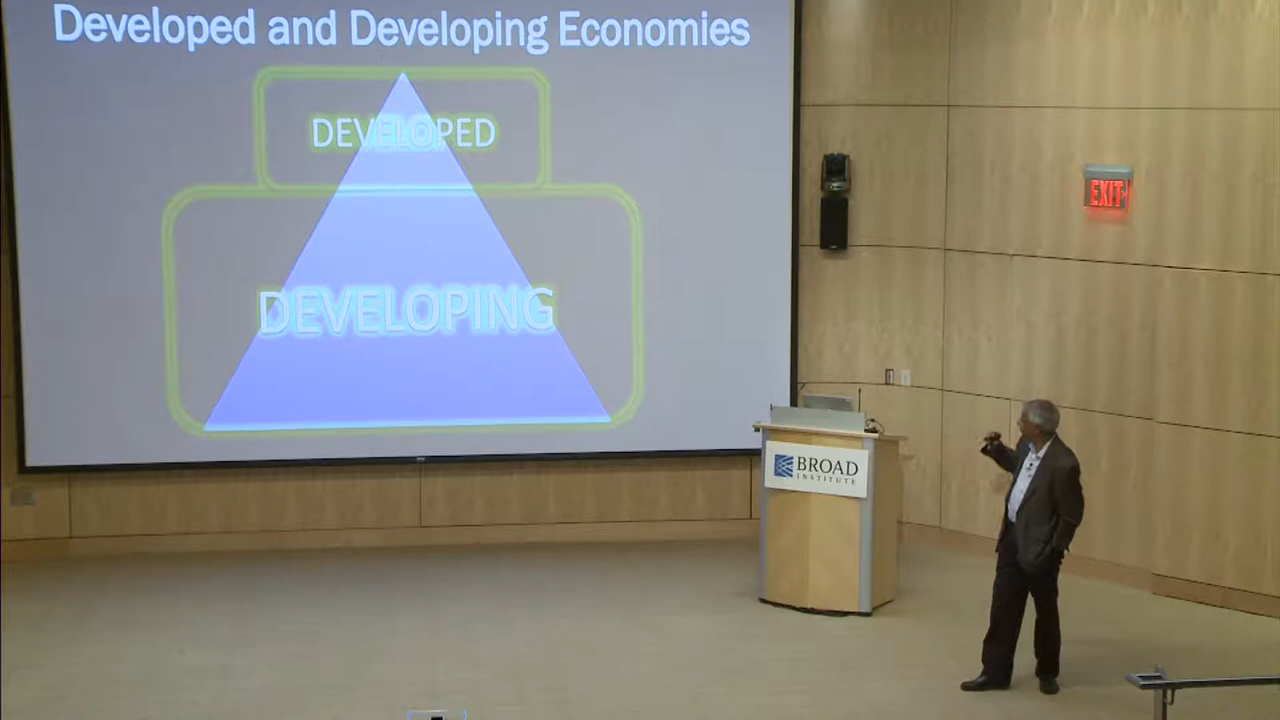 Developed and Developing Economies
DEVELOPED
DEVELOPING
EXIT
BROAD
INSTITUTE